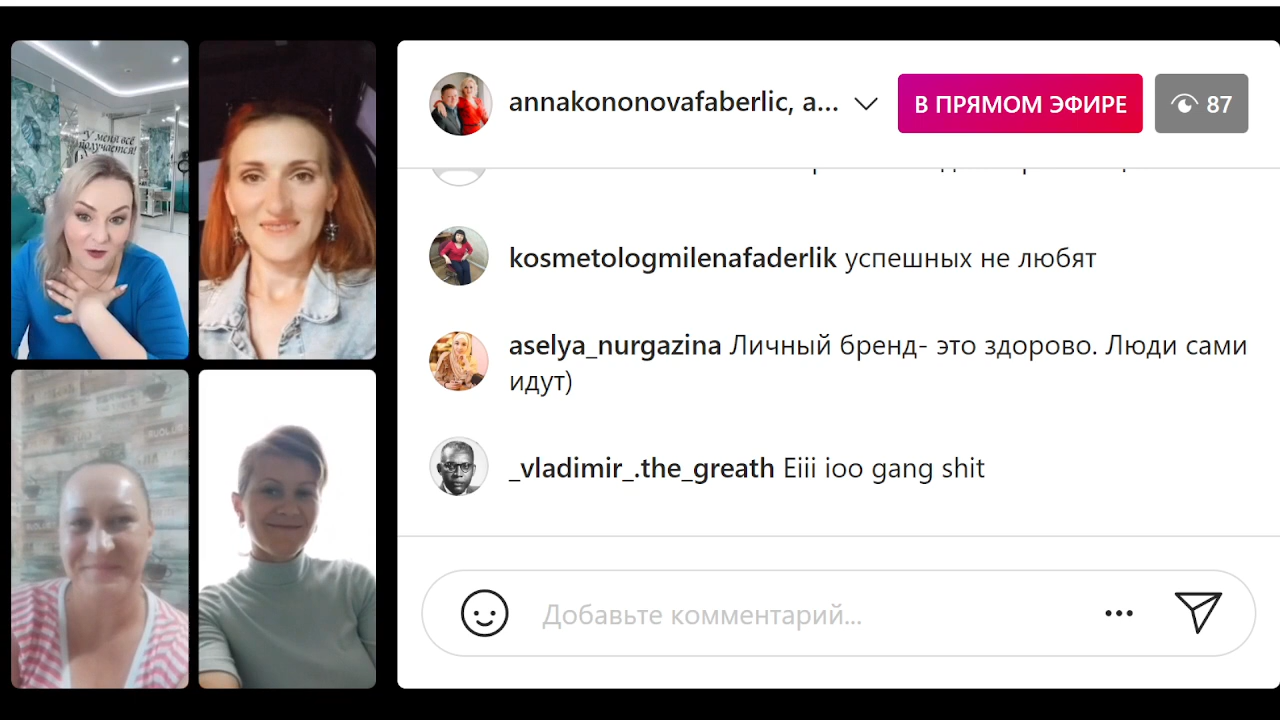 У меня всё
получается!
annakononovafaberlic, a...
В ПРЯМОМ ЭФИРЕ
87
kosmetologmilenafaderlik успешных не любят
aselya_nurgazina Личный бренд- это здорово. Люди сами
идут)
_vladimir_.the_greath Eiii ioo gang shit
Добавьте комментарий...